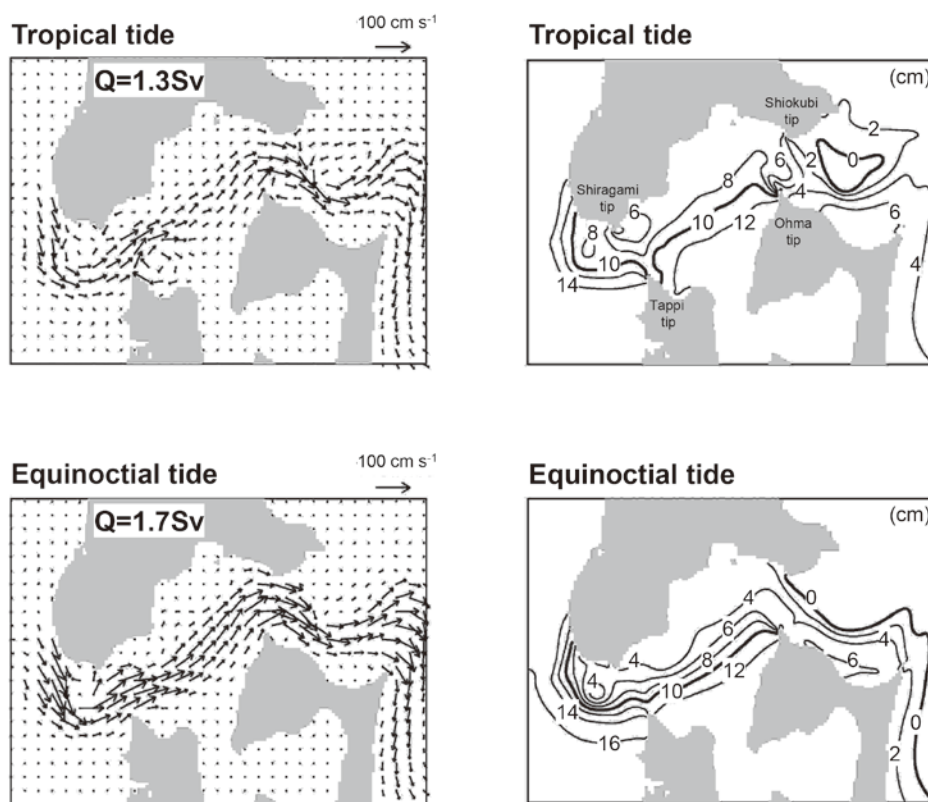 100 cm s-1
Tropical tide
Q=1.3Sv
Tropical tide
(cm)
Shiokubi
tip
2
0
6
2
8
4
Shiragami
tip
6
10
12
Ohma
tip
6
8
10
4
14
Tappi
tip
100 cm s-1
Equinoctial tide
Q=1.7Sv
Equinoctial tide
(cm)
0
4
6
4
4
8
6
4
12
10
14
0
16
2